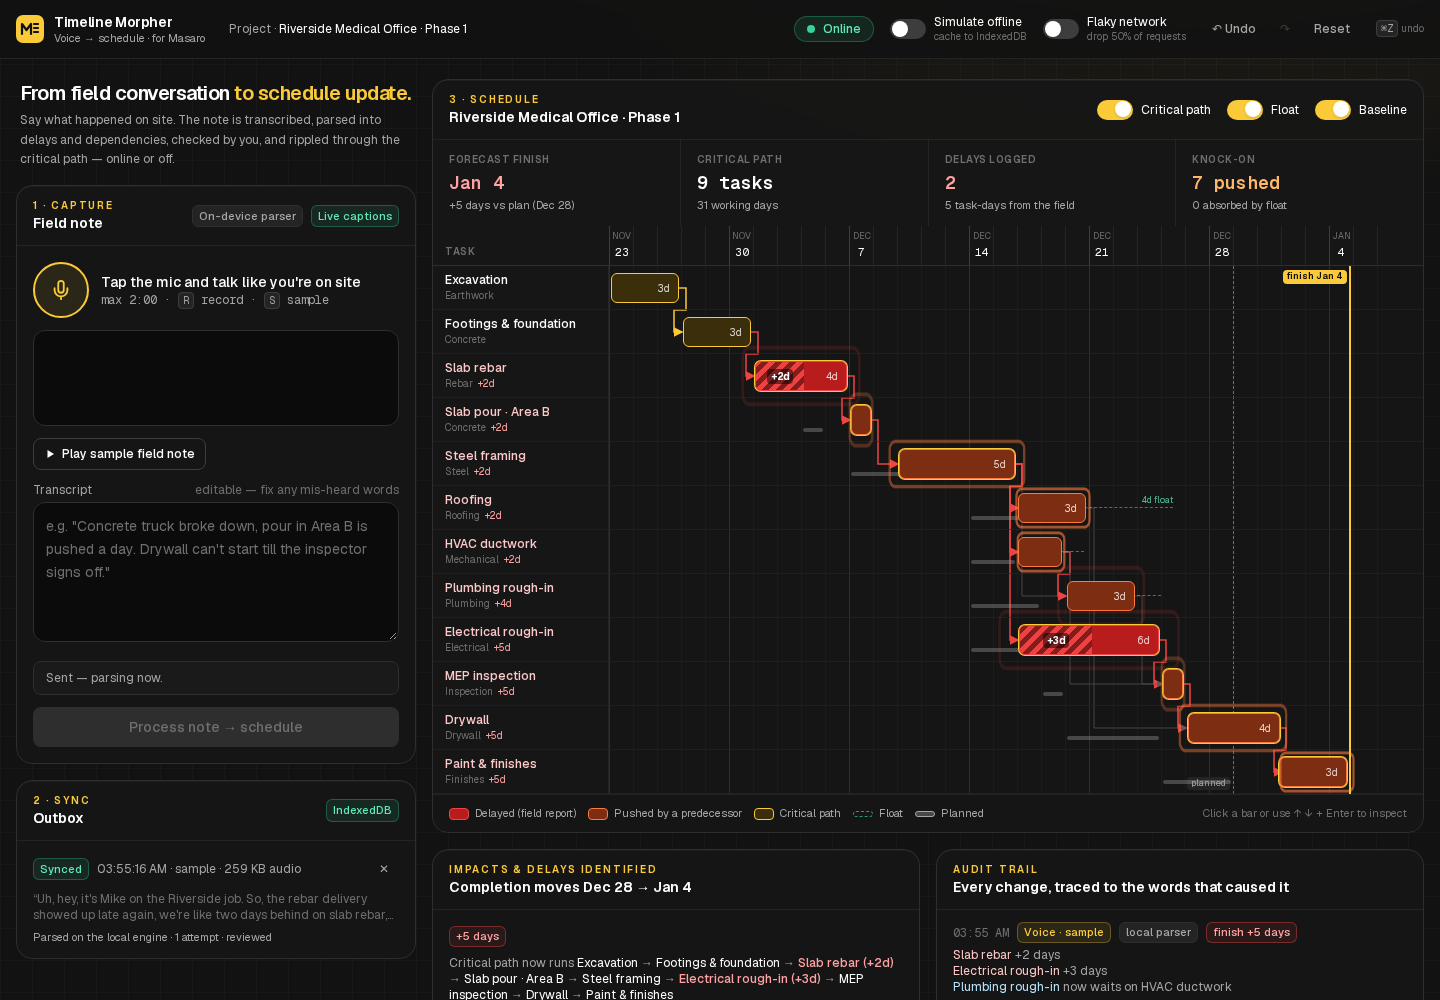 Timeline Morpher
Voice → schedule · for Masaro
Project · Riverside Medical Office · Phase 1
Online
Simulate offline
cache to IndexedDB
Flaky network
drop 50% of requests
↶ Undo
↷
Reset
⌘Z undo
From field conversation to schedule update.
Say what happened on site. The note is transcribed, parsed into
delays and dependencies, checked by you, and rippled through the
critical path — online or off.
1 · CAPTURE
Field note
On-device parser
Live captions
Tap the mic and talk like you're on site
max 2:00 · R record · S sample
▶ Play sample field note
Transcript
editable — fix any mis-heard words
e.g. "Concrete truck broke down, pour in Area B is
pushed a day. Drywall can't start till the inspector
signs off."
Sent — parsing now.
Process note → schedule
2 · SYNC
Outbox
IndexedDB
Synced 03:55:16 AM · sample · 259 KB audio ✕
"Uh, hey, it's Mike on the Riverside job. So, the rebar delivery
showed up late again, we're like two days behind on slab rebar,…
Parsed on the local engine · 1 attempt · reviewed
3 · SCHEDULE
Riverside Medical Office · Phase 1
Critical path
Float
Baseline
FORECAST FINISH
Jan 4
+5 days vs plan (Dec 28)
CRITICAL PATH
9 tasks
31 working days
DELAYS LOGGED
2
5 task-days from the field
KNOCK-ON
7 pushed
0 absorbed by float
TASK
NOV 23
NOV 30
DEC 7
DEC 14
DEC 21
DEC 28
JAN 4
finish Jan 4
Excavation
Earthwork
3d
Footings & foundation
Concrete
3d
Slab rebar
Rebar +2d
+2d
4d
Slab pour · Area B
Concrete +2d
Steel framing
Steel +2d
5d
Roofing
Roofing +2d
3d
4d float
HVAC ductwork
Mechanical +2d
Plumbing rough-in
Plumbing +4d
3d
Electrical rough-in
Electrical +5d
+3d
6d
MEP inspection
Inspection +5d
Drywall
Drywall +5d
4d
Paint & finishes
Finishes +5d
planned
3d
Delayed (field report)
Pushed by a predecessor
Critical path
Float
Planned
Click a bar or use ↑ ↓ + Enter to inspect
IMPACTS & DELAYS IDENTIFIED
Completion moves Dec 28 → Jan 4
+5 days
Critical path now runs Excavation → Footings & foundation → Slab rebar (+2d)
→ Slab pour · Area B → Steel framing → Electrical rough-in (+3d) → MEP
inspection → Drywall → Paint & finishes
AUDIT TRAIL
Every change, traced to the words that caused it
03:55 AM Voice · sample local parser finish +5 days
Slab rebar +2 days
Electrical rough-in +3 days
Plumbing rough-in now waits on HVAC ductwork